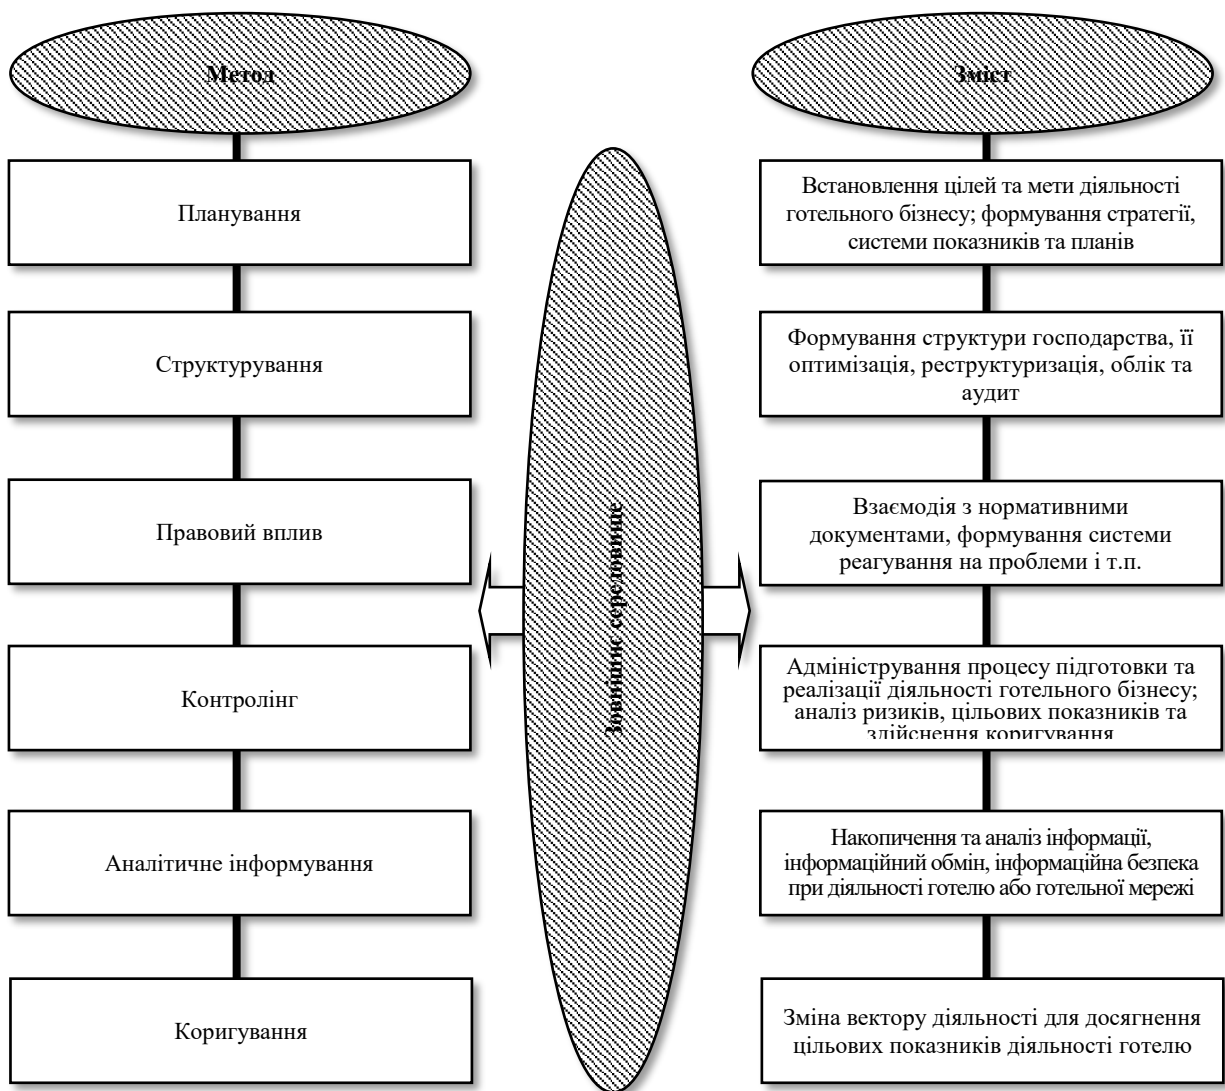 Метод
Зміст
Планування
Встановлення цілей та мети діяльності
готельного бізнесу; формування стратегії,
системи показників та планів
Структурування
Формування структури господарства, її
оптимізація, реструктуризація, облік та
аудит
Правовий вплив
Взаємодія з нормативними
документами, формування системи
реагування на проблеми і т.п.
Зовнішнє середовище
Контролінг
Адміністрування процесу підготовки та
реалізації діяльності готельного бізнесу;
аналіз ризиків, цільових показників та
здійснення коригування
Аналітичне інформування
Накопичення та аналіз інформації,
інформаційний обмін, інформаційна безпека
при діяльності готелю або готельної мережі
Коригування
Зміна вектору діяльності для досягнення
цільових показників діяльності готелю